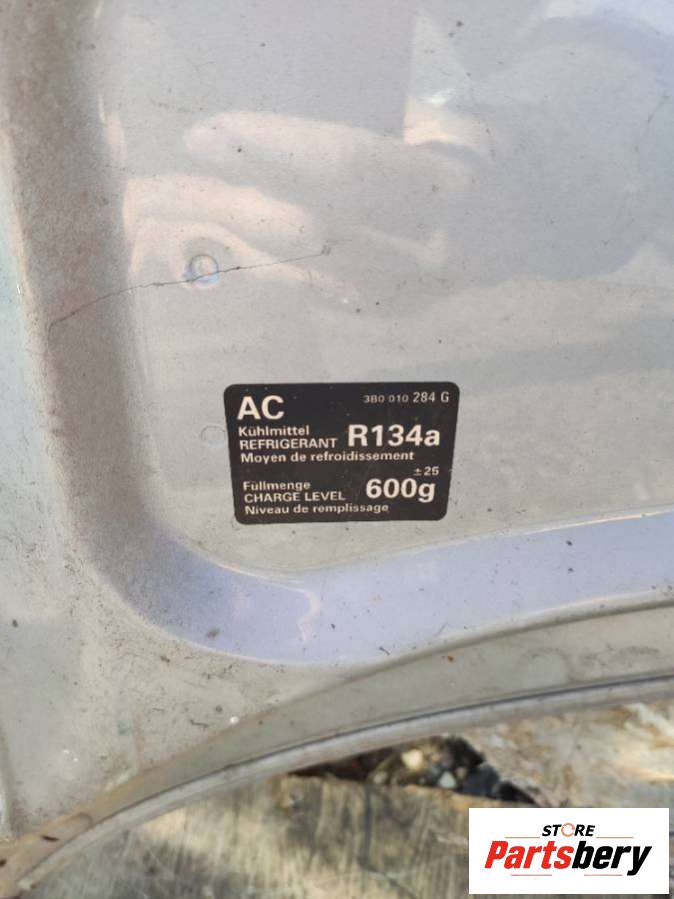 AC 3B0 010 284 G
Kühlmittel
REFRIGERANT R134a
Moyen de refroidissement
±25
Füllmenge
CHARGE LEVEL 600g
Niveau de remplissage
STORE
Partsbery